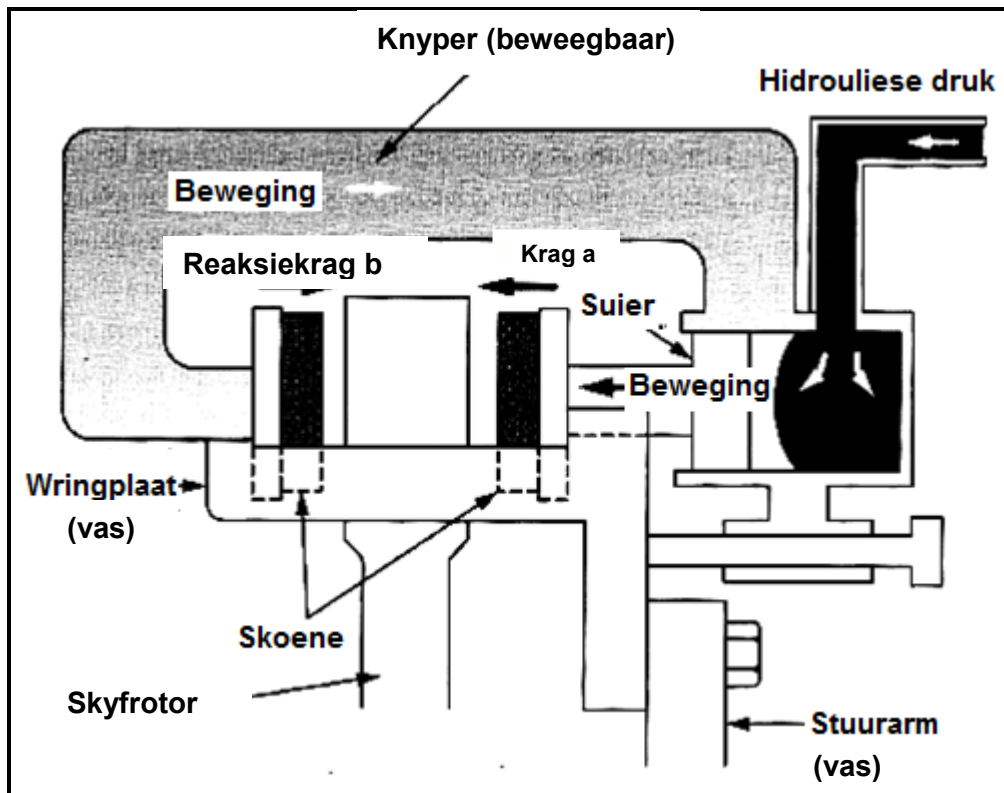 Knyper (beweegbaar)
Hidrouliese druk
Beweging
Reaksiekrag b
Krag a
Suier
Beweging
Wringplaat
(vas)
Skoene
Skyfrotor
Stuurarm
(vas)